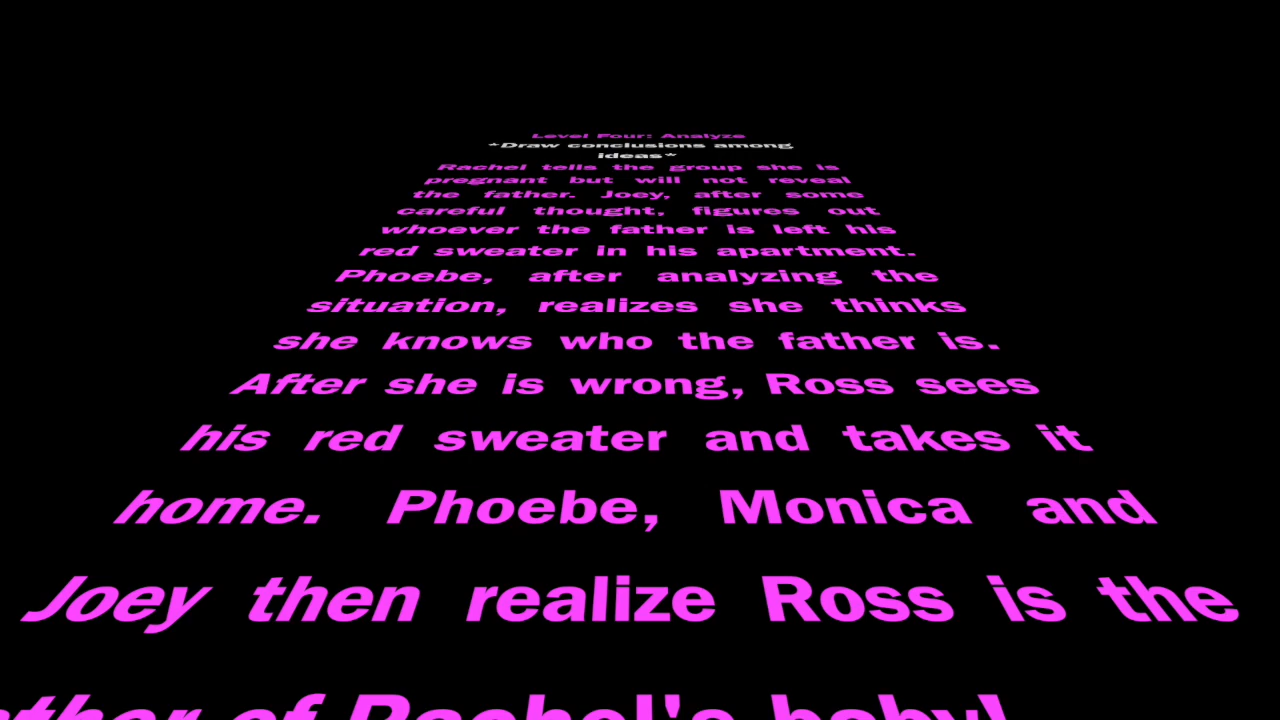 Level Four: Analyze
*Draw conclusions among
ideas*
Rachel tells the group she is
pregnant but will not reveal
the father. Joey, after some
careful thought, figures out
whoever the father is left his
red sweater in his apartment.
Phoebe, after analyzing the
situation, realizes she thinks
she knows who the father is.
After she is wrong, Ross sees
his red sweater and takes it
home. Phoebe, Monica and
Joey then realize Ross is the
of Rachel's baby!